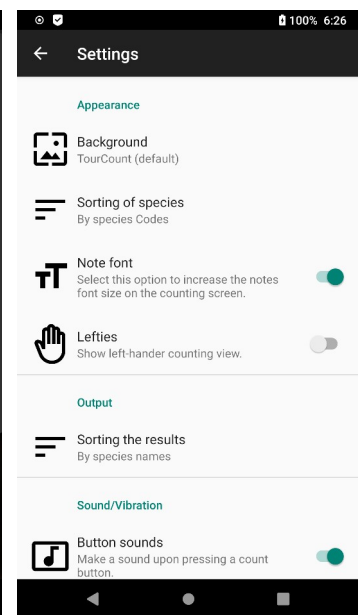 100% 6:26
Settings
Appearance
Background
TourCount (default)
Sorting of species
By species Codes
Note font
Select this option to increase the notes
font size on the counting screen.
Lefties
Show left-hander counting view.
Output
Sorting the results
By species names
Sound/Vibration
Button sounds
Make a sound upon pressing a count
button.